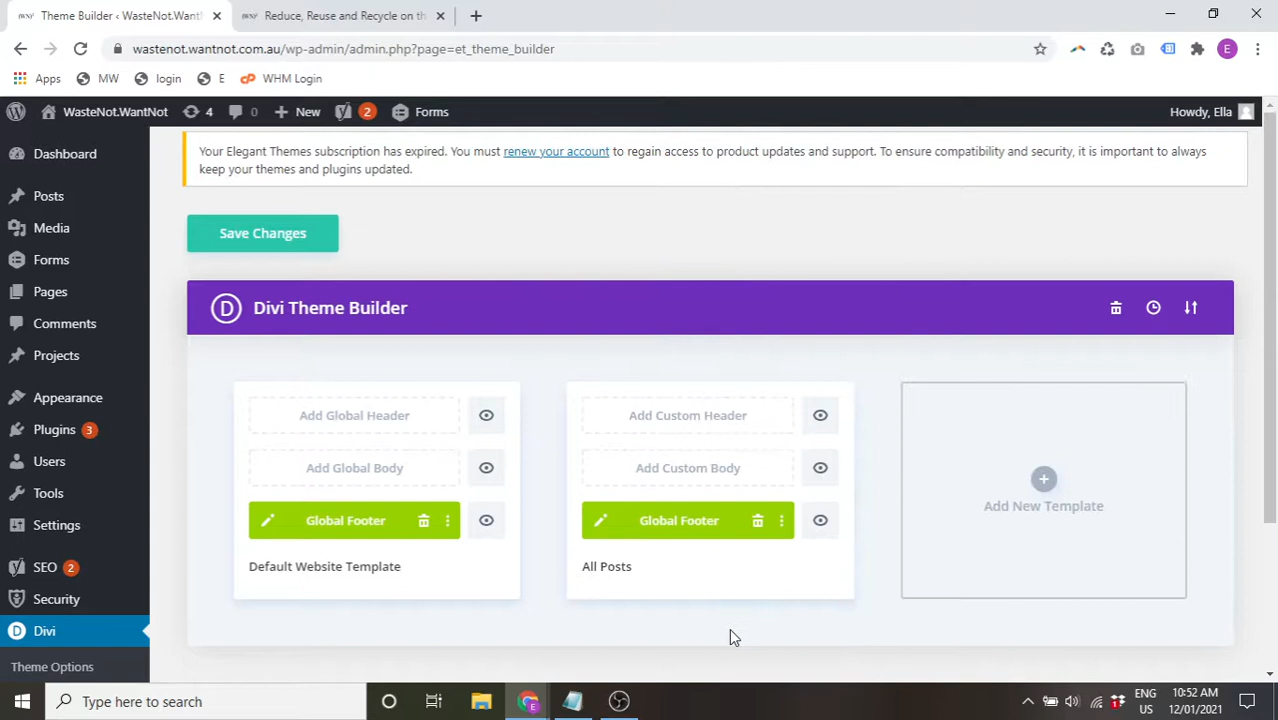 Theme Builder ‹ WasteNot.Want!
Reduce, Reuse and Recycle on th
wastenot.wantnot.com.au/wp-admin/admin.php?page=et_theme_builder
E
Apps
MW
login
E
WHM Login
WasteNot.WantNot
4
0
New
2
Forms
Howdy, Ella
Dashboard
Posts
Media
Forms
Pages
Comments
Projects
Appearance
Plugins 3
Users
Tools
Settings
SEO 2
Security
Divi
Theme Options
Your Elegant Themes subscription has expired. You must renew your account to regain access to product updates and support. To ensure compatibility and security, it is important to always
keep your themes and plugins updated.
Save Changes
D Divi Theme Builder
Add Global Header
Add Global Body
Global Footer
Default Website Template
Add Custom Header
Add Custom Body
Global Footer
All Posts
Add New Template
Type here to search
ENG
US
10:52 AM
12/01/2021